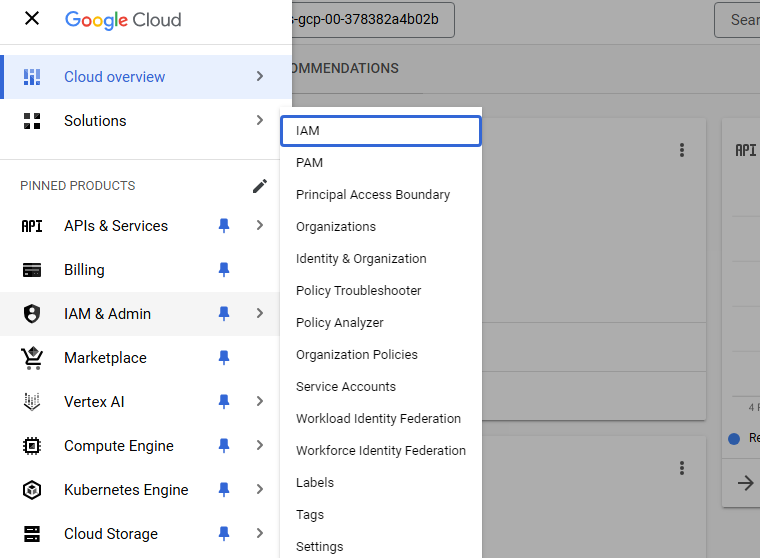 Google Cloud
s-gcp-00-378382a4b02b
Sear
Cloud overview
OMMENDATIONS
Solutions
IAM
PAM
Principal Access Boundary
Organizations
Identity & Organization
Policy Troubleshooter
Policy Analyzer
Organization Policies
Service Accounts
Workload Identity Federation
Workforce Identity Federation
Labels
Tags
Settings
PINNED PRODUCTS
API APIs & Services
Billing
IAM & Admin
Marketplace
Vertex AI
Compute Engine
Kubernetes Engine
Cloud Storage
API
4 F
Re